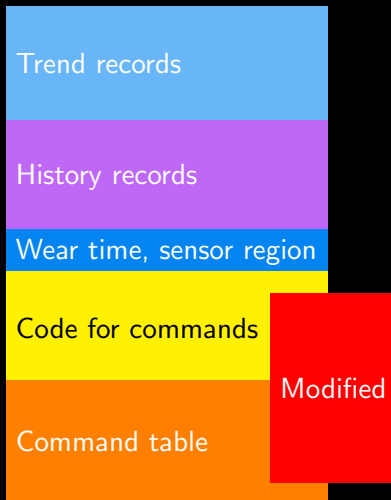 Trend records
History records
Wear time, sensor region
Code for commands
Modified
Command table